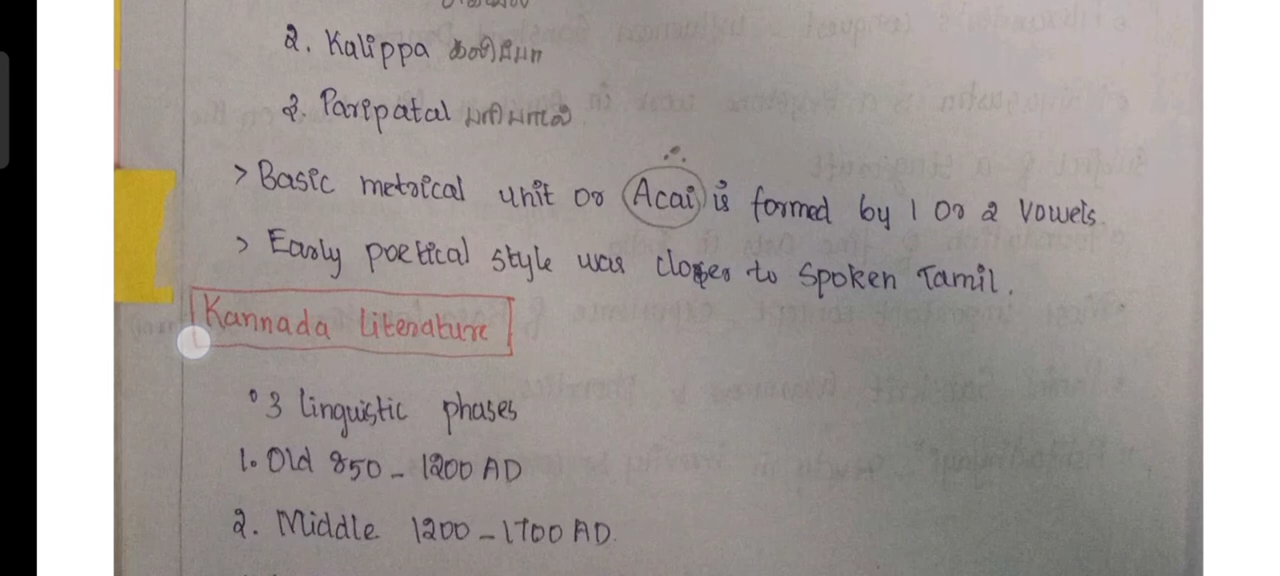 2. Kalippa கலிப்பா
3. Paripatal பரிபாடல்
> Basic metrical unit or Acai is formed by 1 or 2 vowels.
> Early poetical style was closer to spoken Tamil.
Kannada literature
° 3 linguistic phases
1. Old 850 - 1200 AD
2. Middle 1200 - 1700 AD.